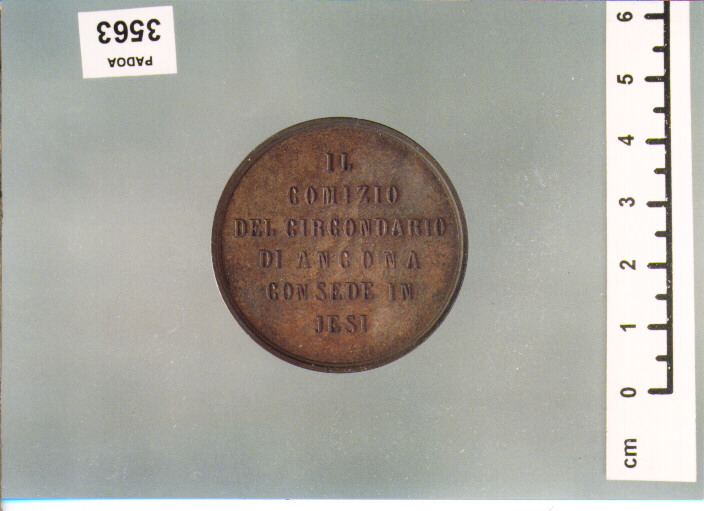 3563
PADOA
IL
COMIZIO
DEL CIRCONDARIO
DI ANCONA
CON SEDE IN
JESI
6
5
4
3
2
1
0
cm